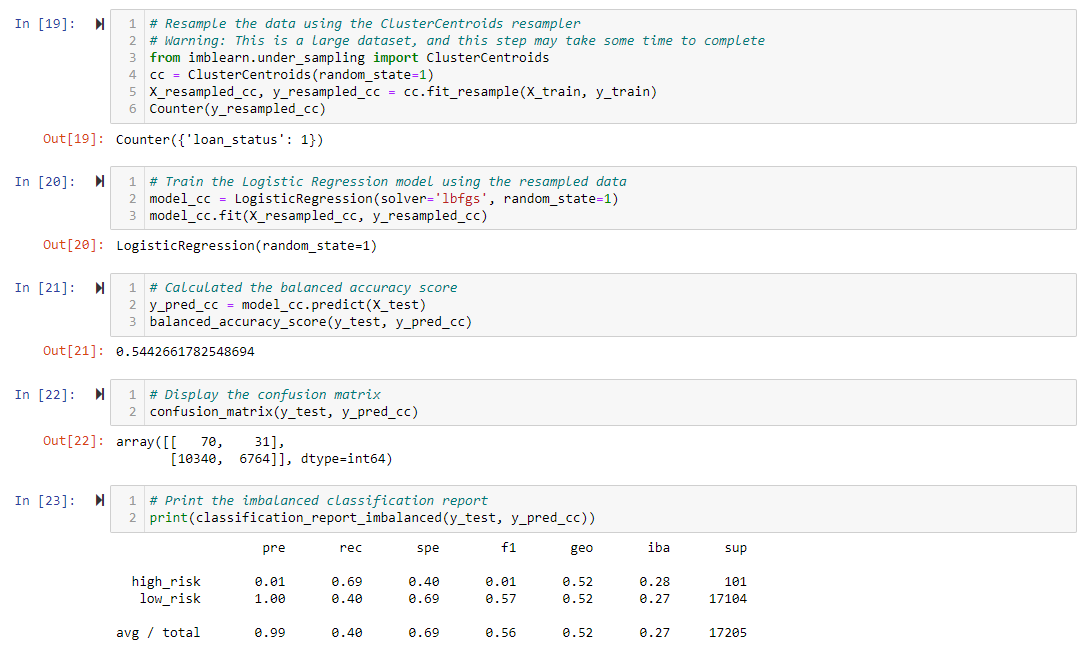 In [19]:
1 # Resample the data using the ClusterCentroids resampler
2 # Warning: This is a large dataset, and this step may take some time to complete
3 from imblearn.under_sampling import ClusterCentroids
4 cc = ClusterCentroids(random_state=1)
5 X_resampled_cc, y_resampled_cc = cc.fit_resample(X_train, y_train)
6 Counter(y_resampled_cc)
Out[19]: Counter({'loan_status': 1})
In [20]:
1 # Train the Logistic Regression model using the resampled data
2 model_cc = LogisticRegression(solver='lbfgs', random_state=1)
3 model_cc.fit(X_resampled_cc, y_resampled_cc)
Out[20]: LogisticRegression(random_state=1)
In [21]:
1 # Calculated the balanced accuracy score
2 y_pred_cc = model_cc.predict(X_test)
3 balanced_accuracy_score(y_test, y_pred_cc)
Out[21]: 0.5442661782548694
In [22]:
1 # Display the confusion matrix
2 confusion_matrix(y_test, y_pred_cc)
Out[22]: array([[   70,    31],
       [10340,  6764]], dtype=int64)
In [23]:
1 # Print the imbalanced classification report
2 print(classification_report_imbalanced(y_test, y_pred_cc))
pre rec spe f1 geo iba sup
high_risk 0.01 0.69 0.40 0.01 0.52 0.28 101
low_risk 1.00 0.40 0.69 0.57 0.52 0.27 17104
avg / total 0.99 0.40 0.69 0.56 0.52 0.27 17205